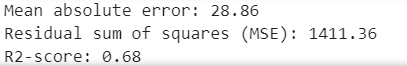 Mean absolute error: 28.86
Residual sum of squares (MSE): 1411.36
R2-score: 0.68